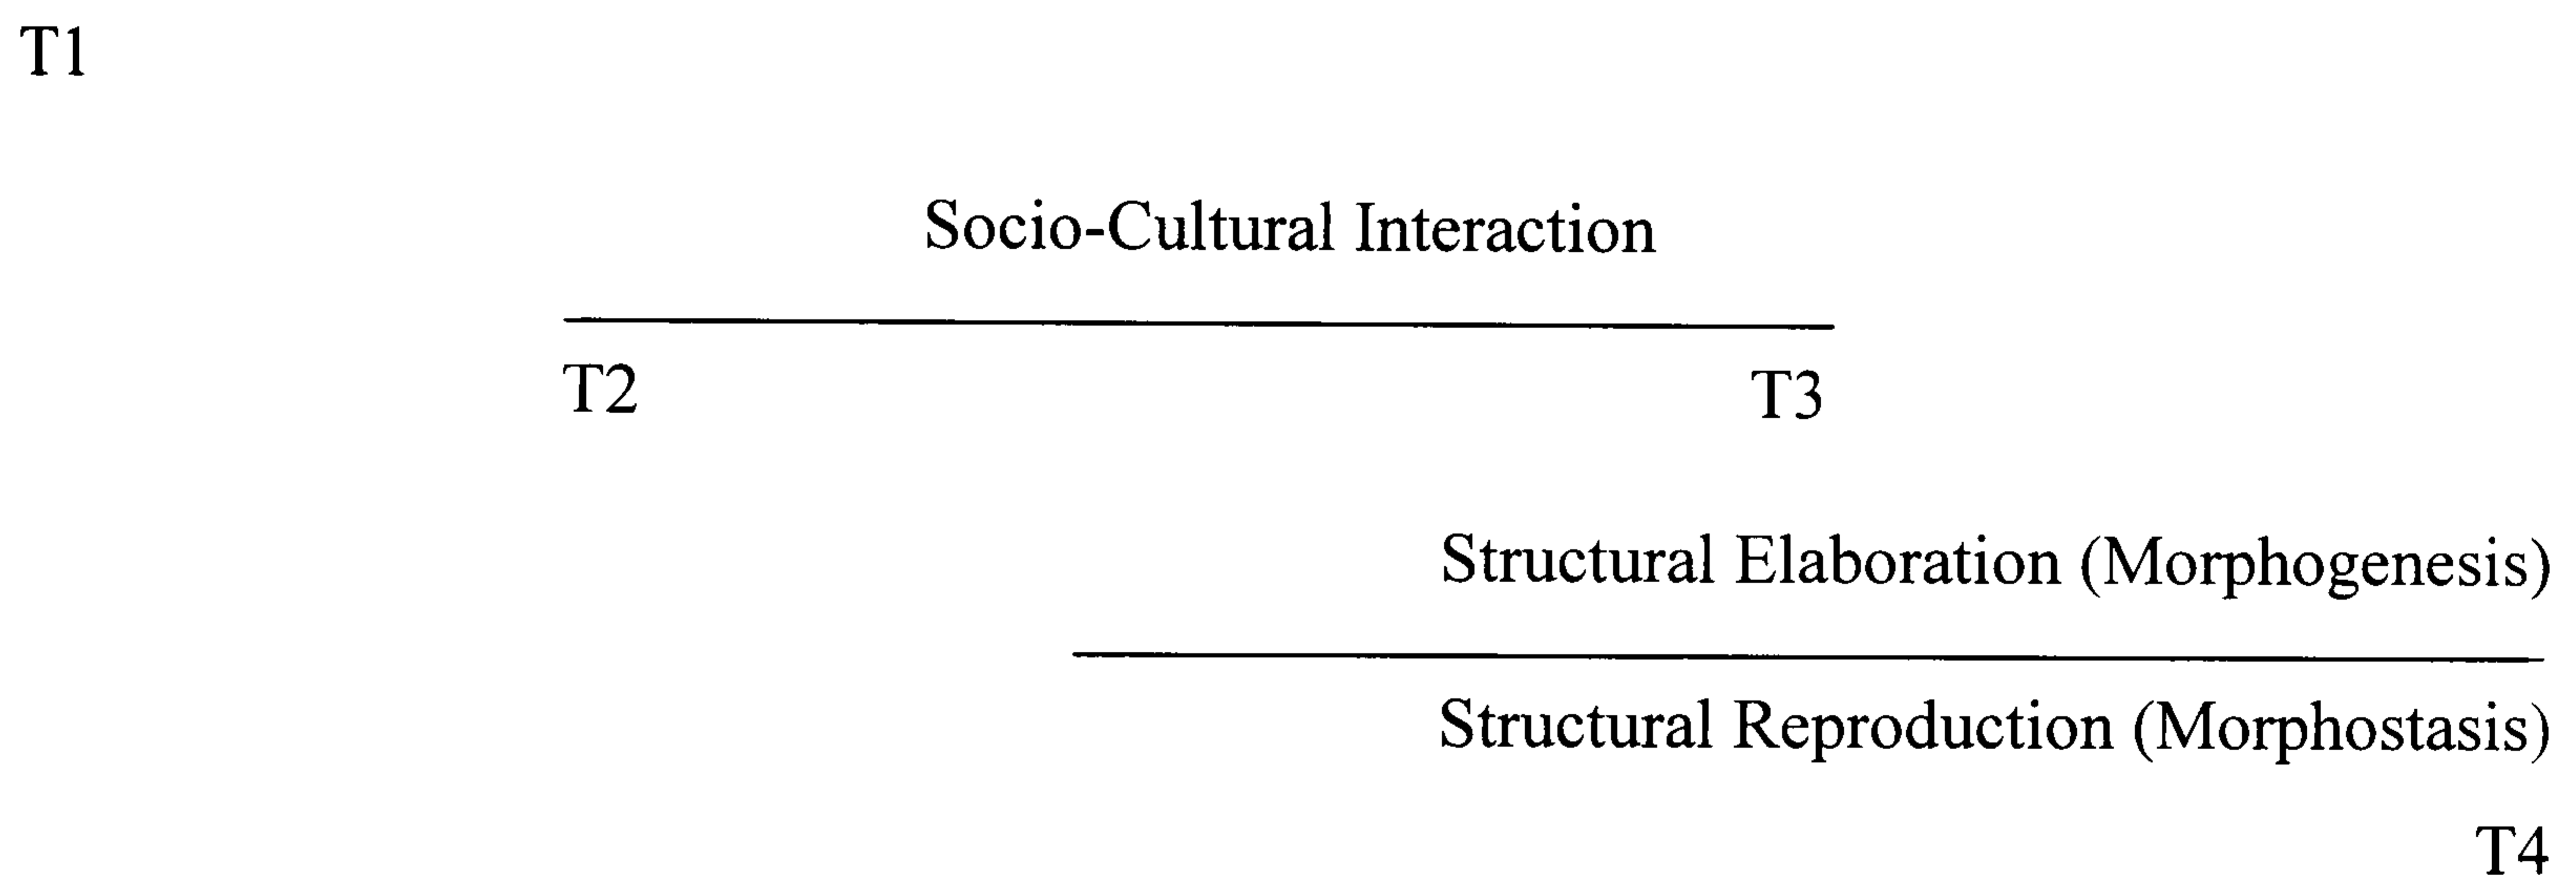 T1
Socio-Cultural Interaction
T2 T3
Structural Elaboration (Morphogenesis)
Structural Reproduction (Morphostasis)
T4